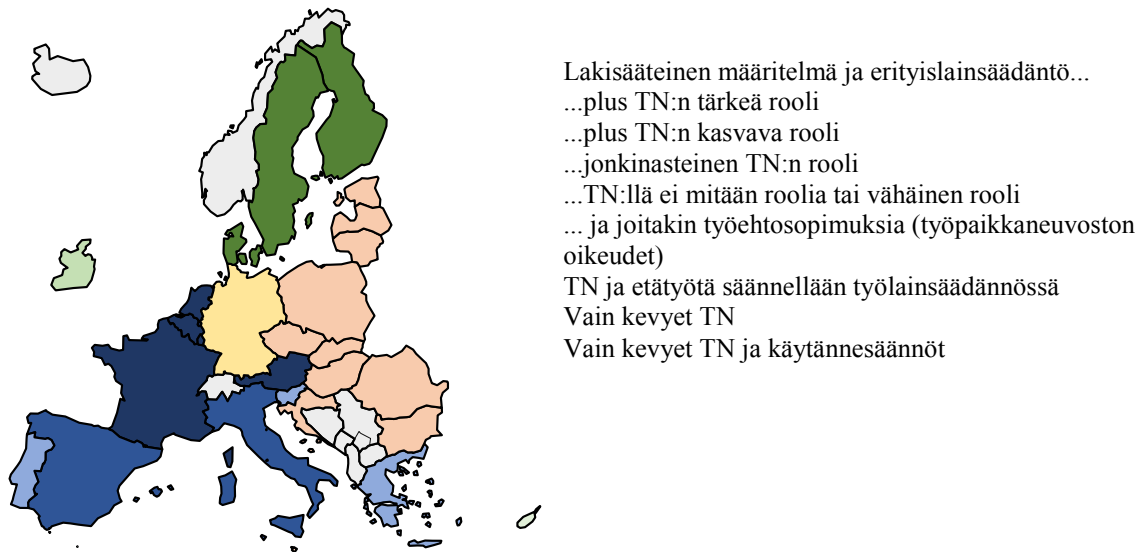 Lakisääteinen määritelmä ja erityislainsäädäntö...
...plus TN:n tärkeä rooli
...plus TN:n kasvava rooli
...jonkinasteinen TN:n rooli
...TN:llä ei mitään roolia tai vähäinen rooli
... ja joitakin työehtosopimuksia (työpaikkaneuvoston
oikeudet)
TN ja etätyötä säännellään työlainsäädännössä
Vain kevyet TN
Vain kevyet TN ja käytännesäännöt